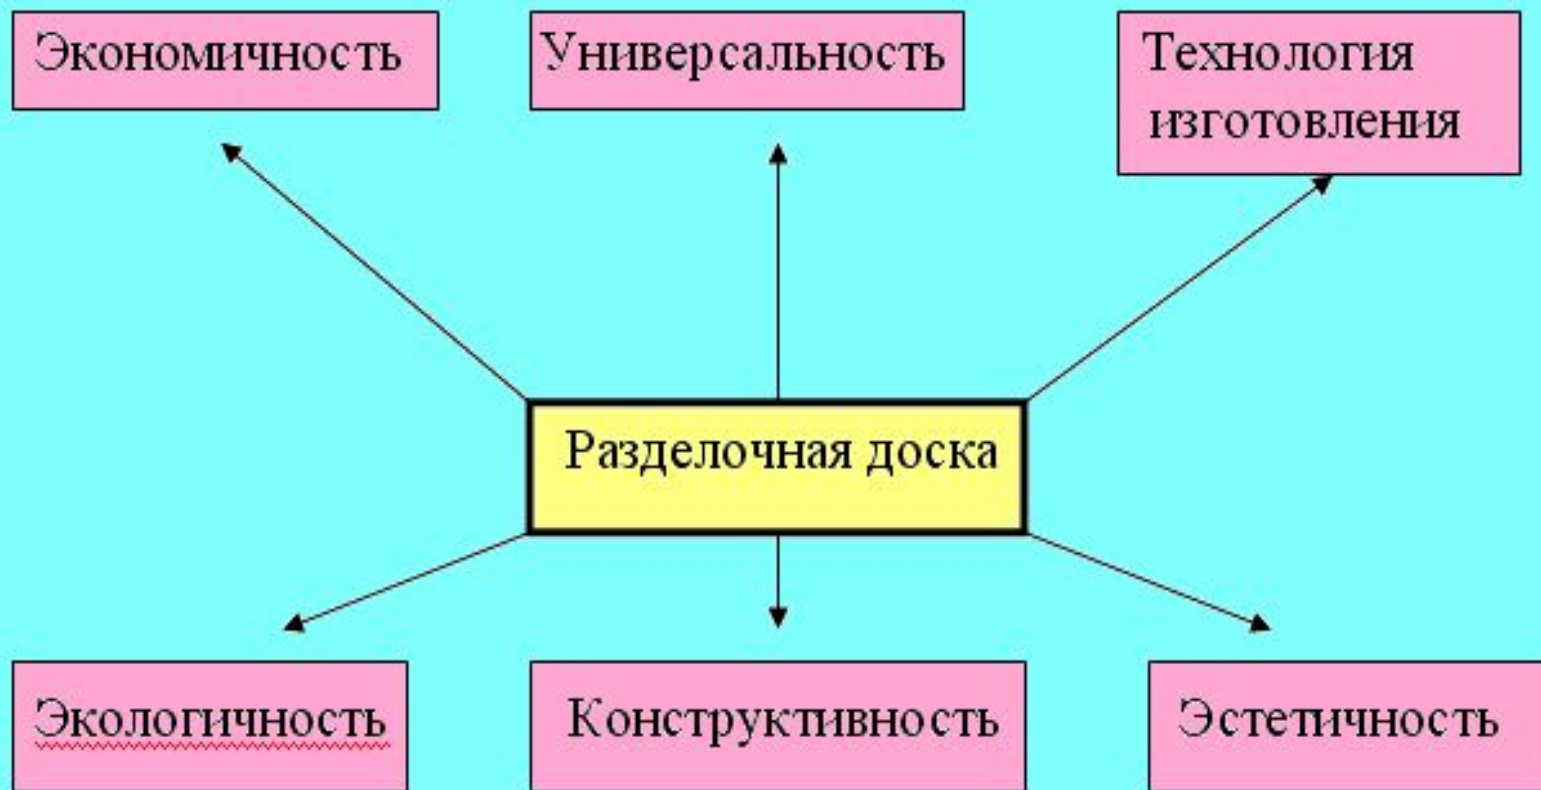 Экономичность
Универсальность
Технология
изготовления
Разделочная доска
Экологичность
Конструктивность
Эстетичность